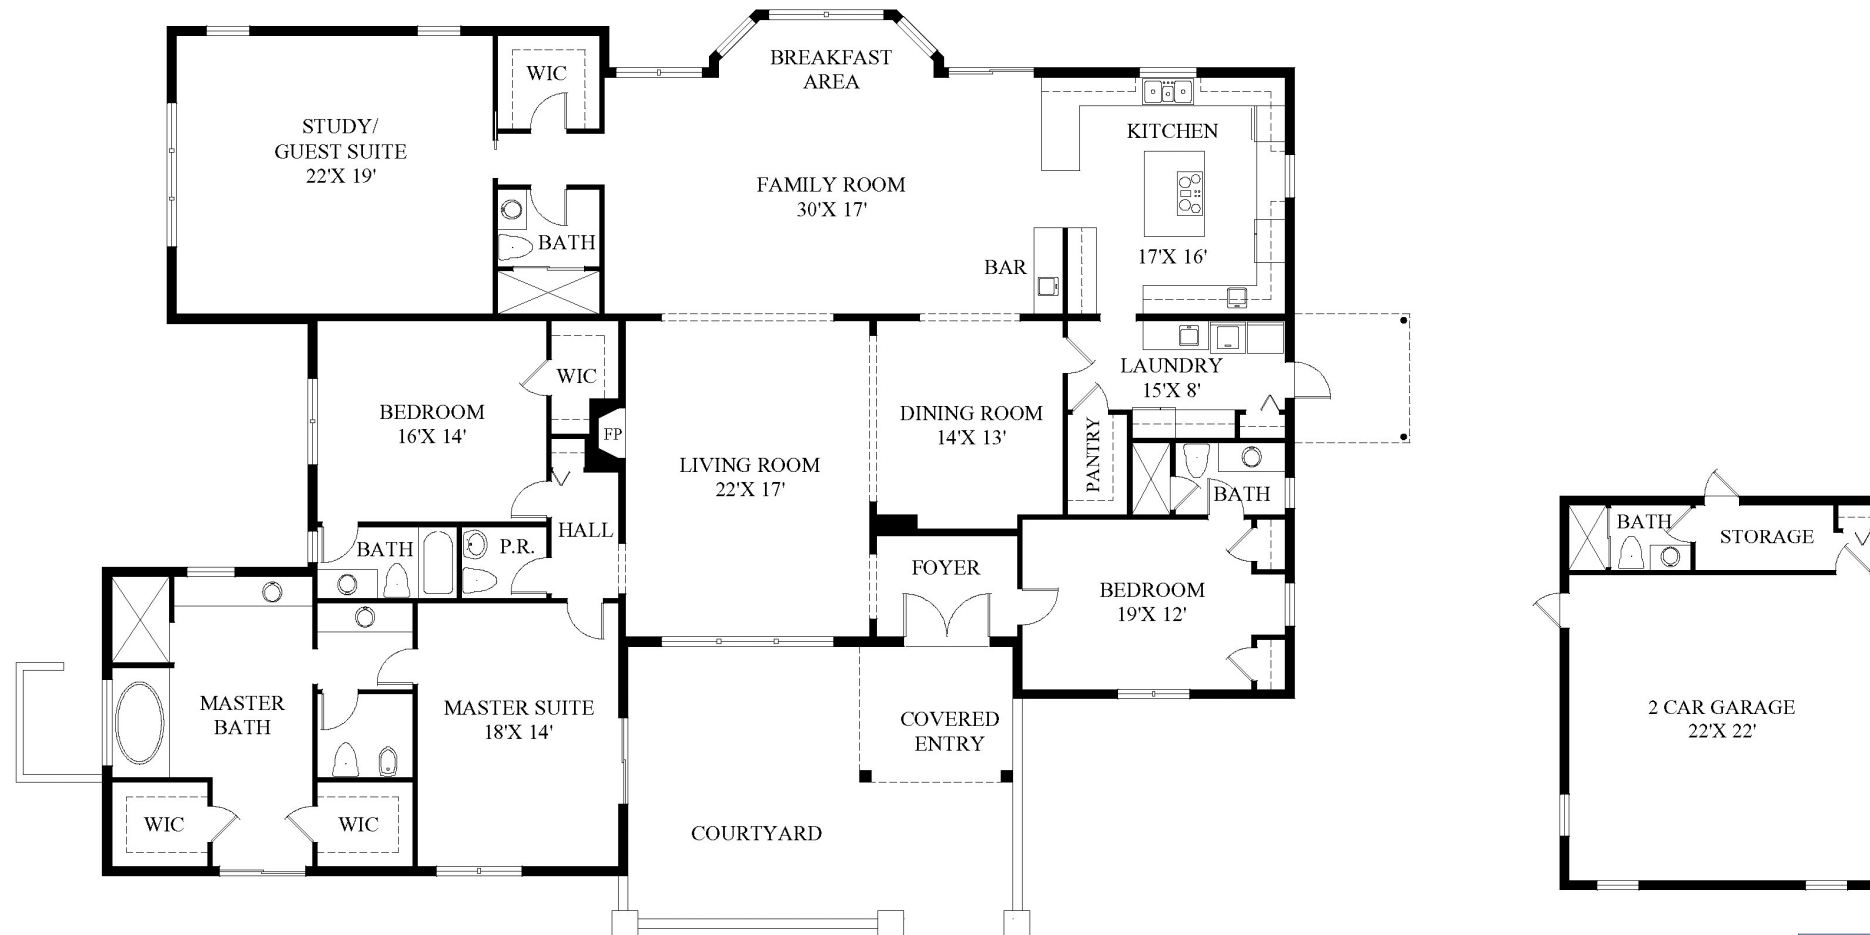 BREAKFAST
AREA
WIC
STUDY/
GUEST SUITE
22'X 19'
KITCHEN
FAMILY ROOM
30'X 17'
BATH
17'X 16'
BAR
WIC
LAUNDRY
15'X 8'
BEDROOM
16'X 14'
DINING ROOM
14'X 13'
FP
PANTRY
LIVING ROOM
22'X 17'
BATH
HALL
BATH
P.R.
BATH
STORAGE
FOYER
BEDROOM
19'X 12'
MASTER
BATH
MASTER SUITE
18'X 14'
2 CAR GARAGE
22'X 22'
COVERED
ENTRY
WIC
WIC
COURTYARD